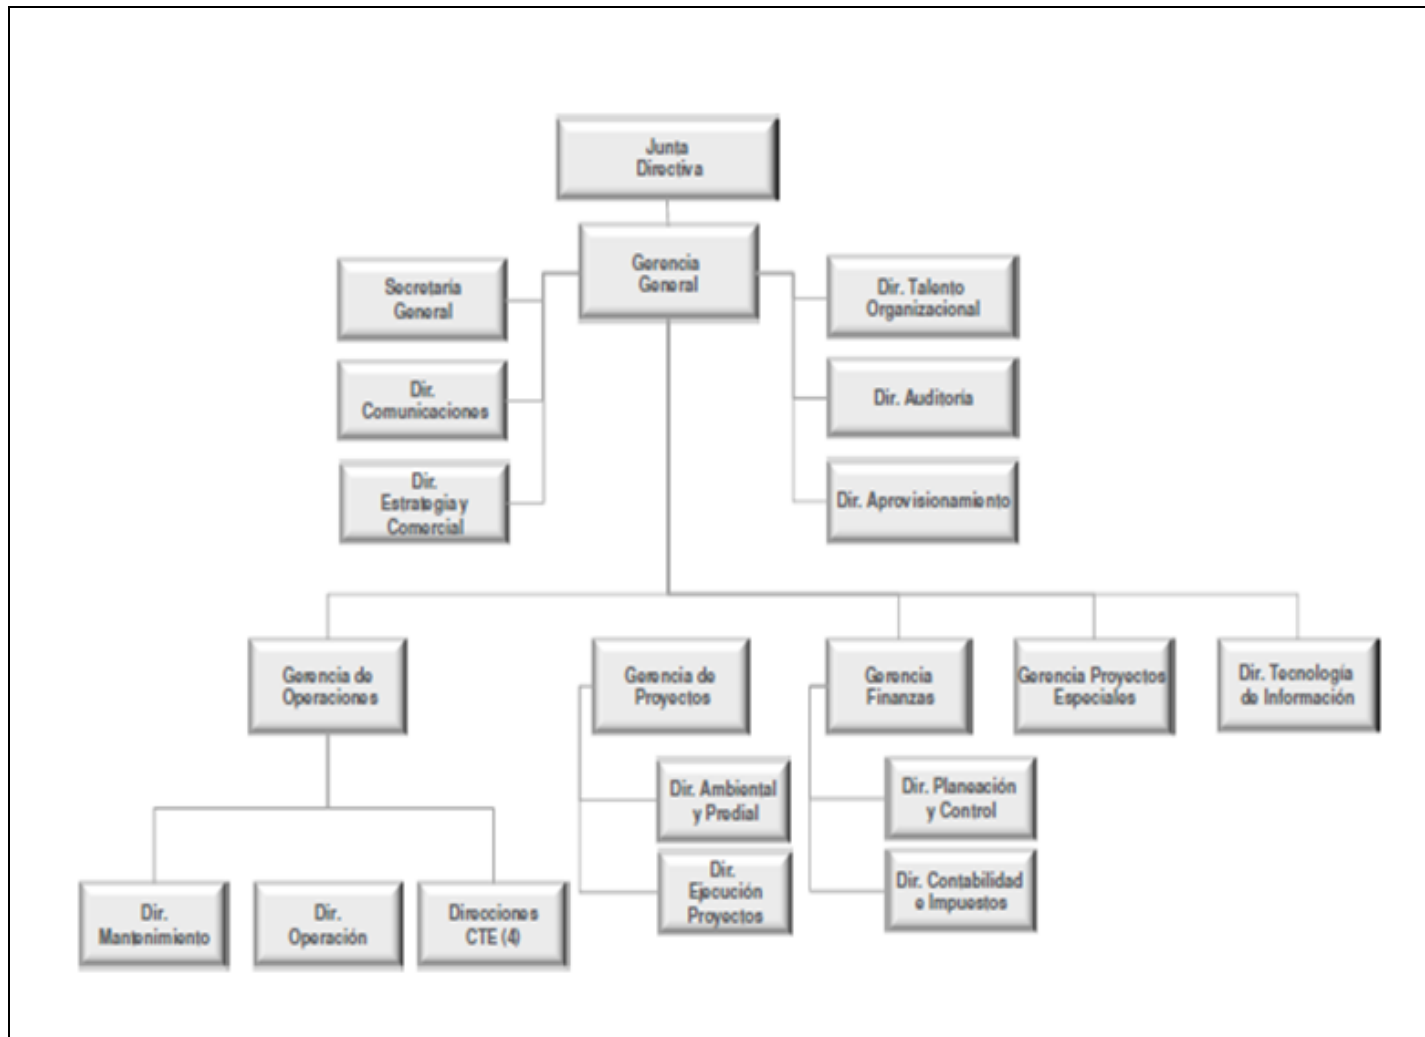 Junta
Directiva
Gerencia
General
Secretaría
General
Dir.
Comunicaciones
Dir.
Estrategia y
Comercial
Dir. Talento
Organizacional
Dir. Auditoría
Dir. Aprovisionamiento
Gerencia de
Operaciones
Gerencia de
Proyectos
Gerencia
Finanzas
Gerencia Proyectos
Especiales
Dir. Tecnología
de Información
Dir.
Mantenimiento
Dir.
Operación
Direcciones
CTE (4)
Dir. Ambiental
y Predial
Dir.
Ejecución
Proyectos
Dir. Planeación
y Control
Dir. Contabilidad
e Impuestos